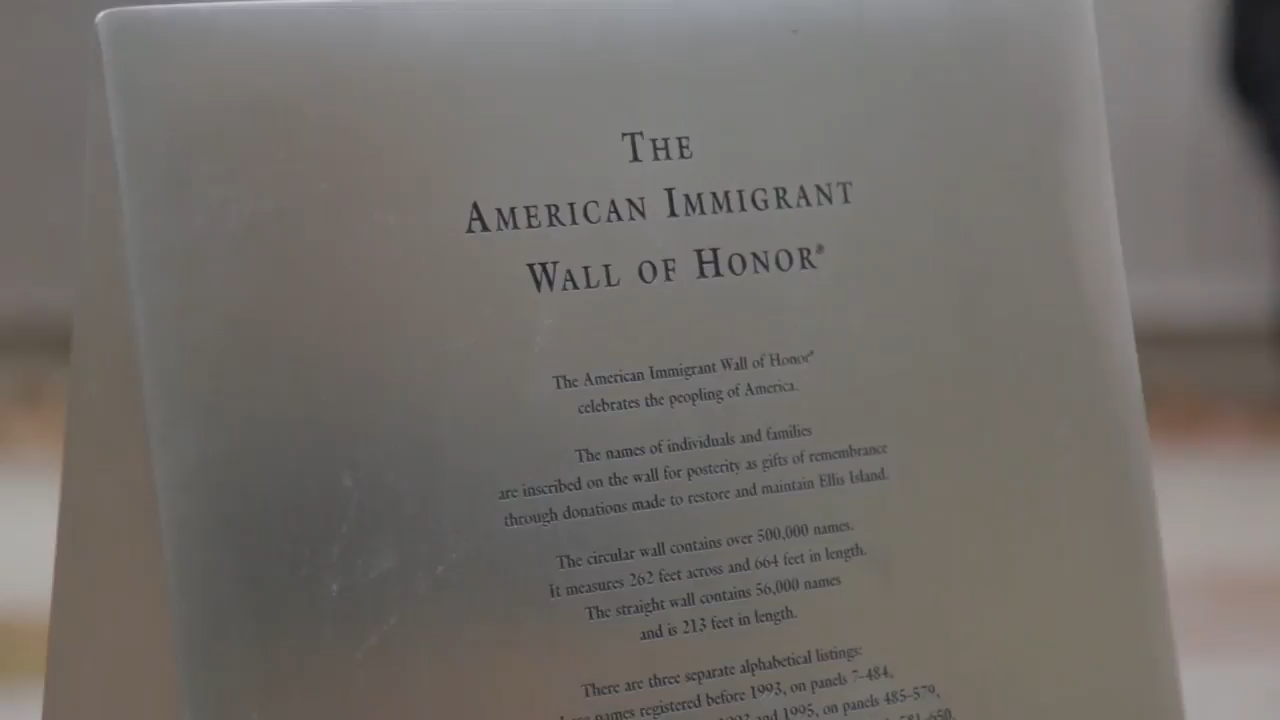 THE
AMERICAN IMMIGRANT
WALL OF HONOR®
The American Immigrant Wall of Honor®
celebrates the peopling of America.
The names of individuals and families
are inscribed on the wall for posterity as gifts of remembrance
through donations made to restore and maintain Ellis Island.
The circular wall contains over 500,000 names.
It measures 262 feet across and 664 feet in length.
The straight wall contains 56,000 names
and is 213 feet in length.
There are three separate alphabetical listings:
names registered before 1993, on panels 7-484,
and 1995, on panels 485-579,